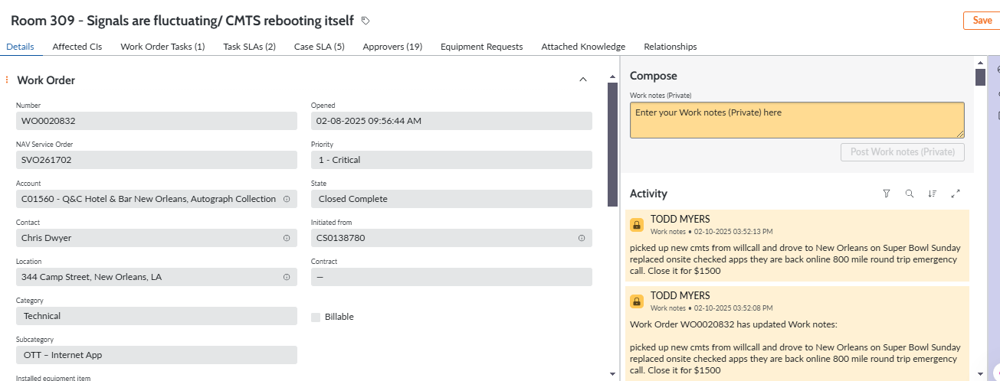 Room 309 - Signals are fluctuating/ CMTS rebooting itself
Save
Details
Affected CIs
Work Order Tasks (1)
Task SLAs (2)
Case SLA (5)
Approvers (19)
Equipment Requests
Attached Knowledge
Relationships
Work Order
Number
WO0020832
Opened
02-08-2025 09:56:44 AM
NAV Service Order
SVO261702
Priority
1 - Critical
Account
C01560 - Q&C Hotel & Bar New Orleans, Autograph Collection
State
Closed Complete
Contact
Chris Dwyer
Initiated from
CS0138780
Location
344 Camp Street, New Orleans, LA
Contract
—
Category
Technical
Billable
Subcategory
OTT – Internet App
Installed equipment item
Compose
Work notes (Private)
Enter your Work notes (Private) here
Post Work notes (Private)
Activity
TODD MYERS
Work notes • 02-10-2025 03:52:13 PM
picked up new cmts from willcall and drove to New Orleans on Super Bowl Sunday
replaced onsite checked apps they are back online 800 mile round trip emergency
call. Close it for $1500
TODD MYERS
Work notes • 02-10-2025 03:52:08 PM
Work Order WO0020832 has updated Work notes:
picked up new cmts from willcall and drove to New Orleans on Super Bowl Sunday
replaced onsite checked apps they are back online 800 mile round trip emergency
call. Close it for $1500